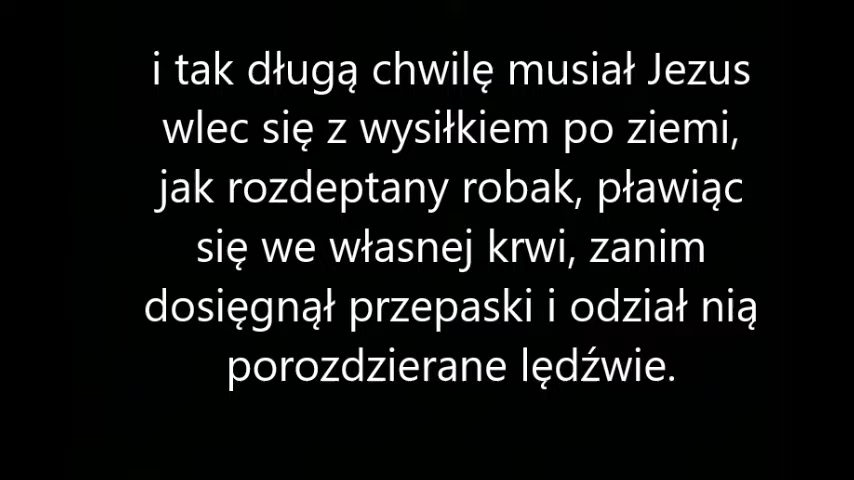 i tak długą chwilę musiał Jezus
wlec się z wysiłkiem po ziemi,
jak rozdeptany robak, pławiąc
się we własnej krwi, zanim
dosięgnął przepaski i odział nią
porozdzierane lędźwie.